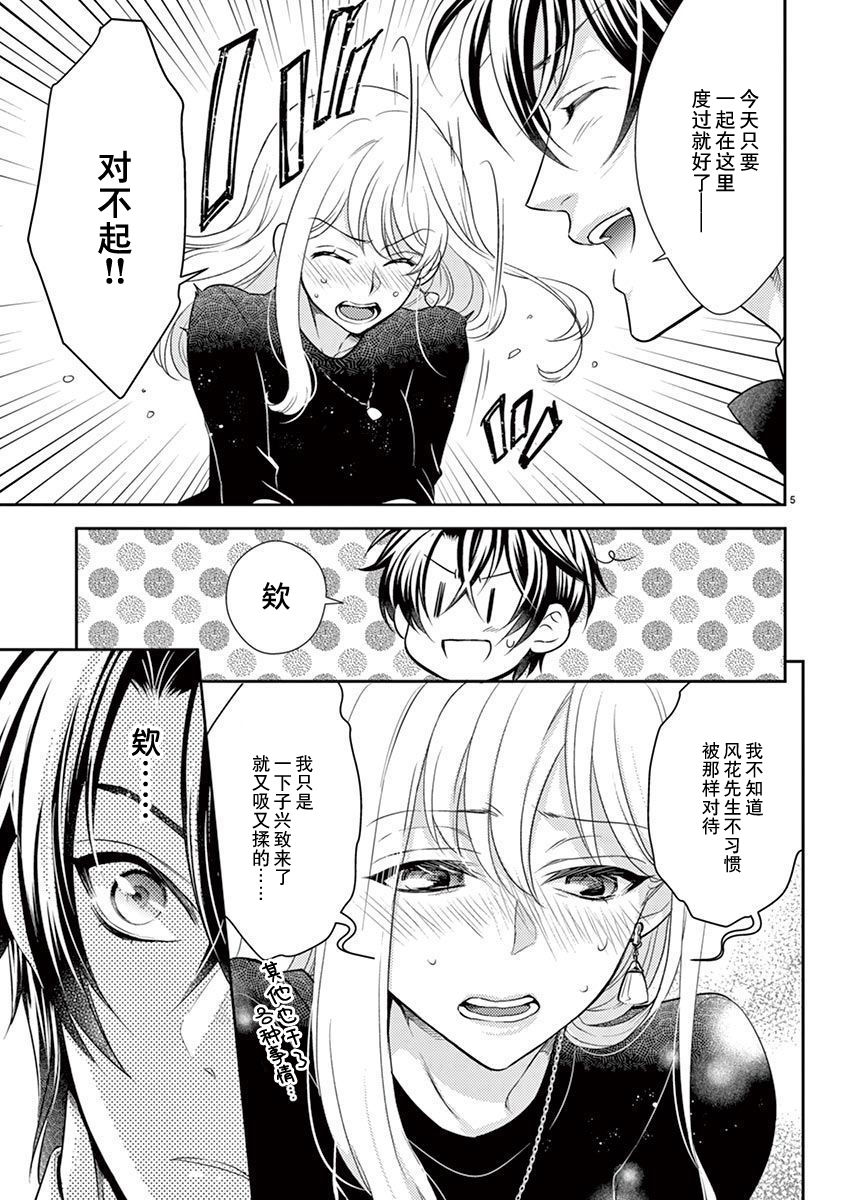 今天只要
一起在这里
度过就好了——
对不起!!
5
欸
我不知道
风花先生不习惯
被那样对待
我只是
一下子兴致来了
就又吸又揉的……
其他也干了
各种事情…
欸……